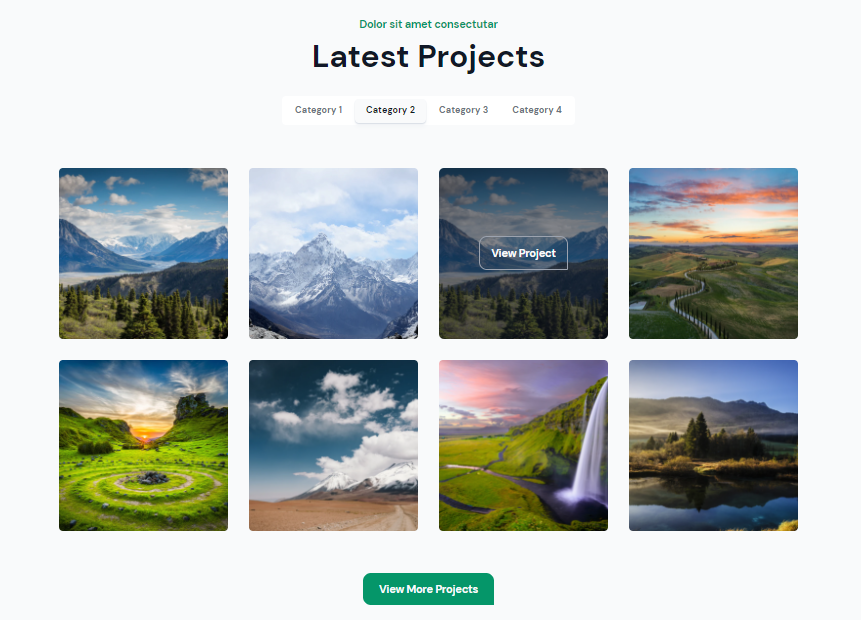 Dolor sit amet consectutar
Latest Projects
Category 1 Category 2 Category 3 Category 4
View Project
View More Projects